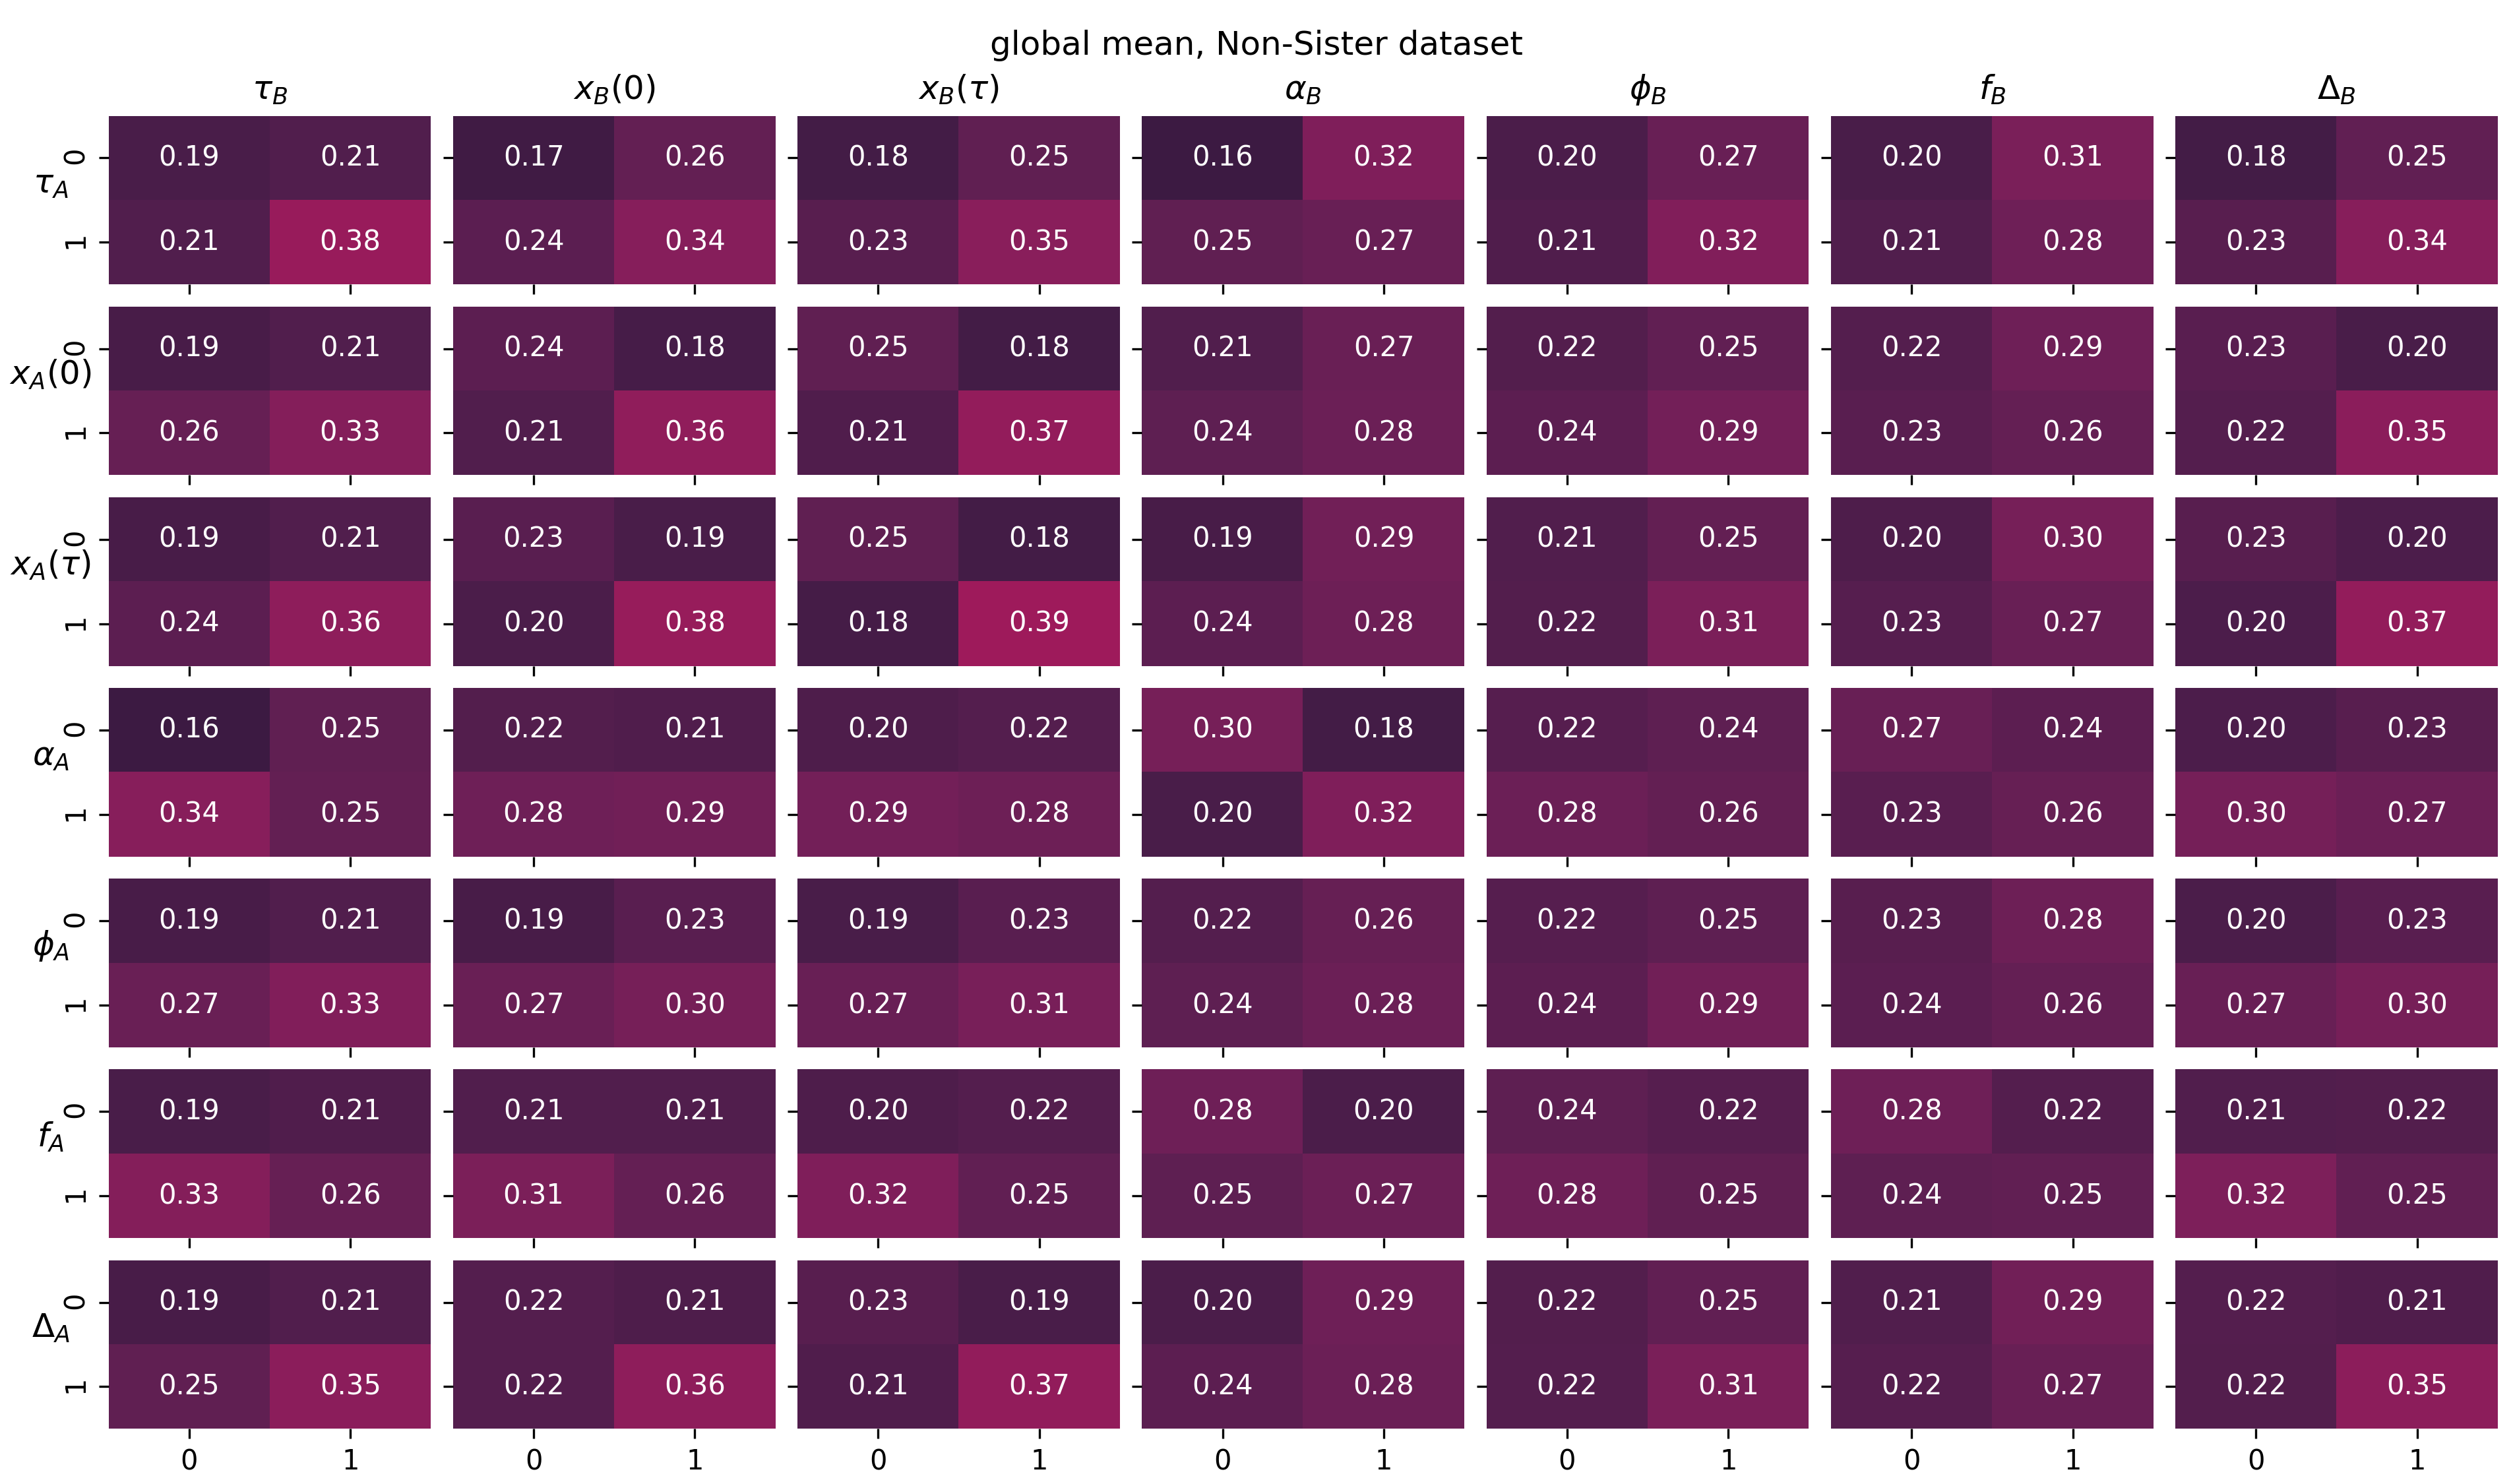 global mean, Non-Sister dataset
τ_B x_B(0) x_B(τ) α_B ϕ_B f_B Δ_B
0 0.19 0.21 0.17 0.26 0.18 0.25 0.16 0.32 0.20 0.27 0.20 0.31 0.18 0.25
τ_A
1 0.21 0.38 0.24 0.34 0.23 0.35 0.25 0.27 0.21 0.32 0.21 0.28 0.23 0.34
0 0.19 0.21 0.24 0.18 0.25 0.18 0.21 0.27 0.22 0.25 0.22 0.29 0.23 0.20
x_A(0)
1 0.26 0.33 0.21 0.36 0.21 0.37 0.24 0.28 0.24 0.29 0.23 0.26 0.22 0.35
0 0.19 0.21 0.23 0.19 0.25 0.18 0.19 0.29 0.21 0.25 0.20 0.30 0.23 0.20
x_A(τ)
1 0.24 0.36 0.20 0.38 0.18 0.39 0.24 0.28 0.22 0.31 0.23 0.27 0.20 0.37
0 0.16 0.25 0.22 0.21 0.20 0.22 0.30 0.18 0.22 0.24 0.27 0.24 0.20 0.23
α_A
1 0.34 0.25 0.28 0.29 0.29 0.28 0.20 0.32 0.28 0.26 0.23 0.26 0.30 0.27
0 0.19 0.21 0.19 0.23 0.19 0.23 0.22 0.26 0.22 0.25 0.23 0.28 0.20 0.23
ϕ_A
1 0.27 0.33 0.27 0.30 0.27 0.31 0.24 0.28 0.24 0.29 0.24 0.26 0.27 0.30
0 0.19 0.21 0.21 0.21 0.20 0.22 0.28 0.20 0.24 0.22 0.28 0.22 0.21 0.22
f_A
1 0.33 0.26 0.31 0.26 0.32 0.25 0.25 0.27 0.28 0.25 0.24 0.25 0.32 0.25
0 0.19 0.21 0.22 0.21 0.23 0.19 0.20 0.29 0.22 0.25 0.21 0.29 0.22 0.21
Δ_A
1 0.25 0.35 0.22 0.36 0.21 0.37 0.24 0.28 0.22 0.31 0.22 0.27 0.22 0.35
0 1 0 1 0 1 0 1 0 1 0 1 0 1